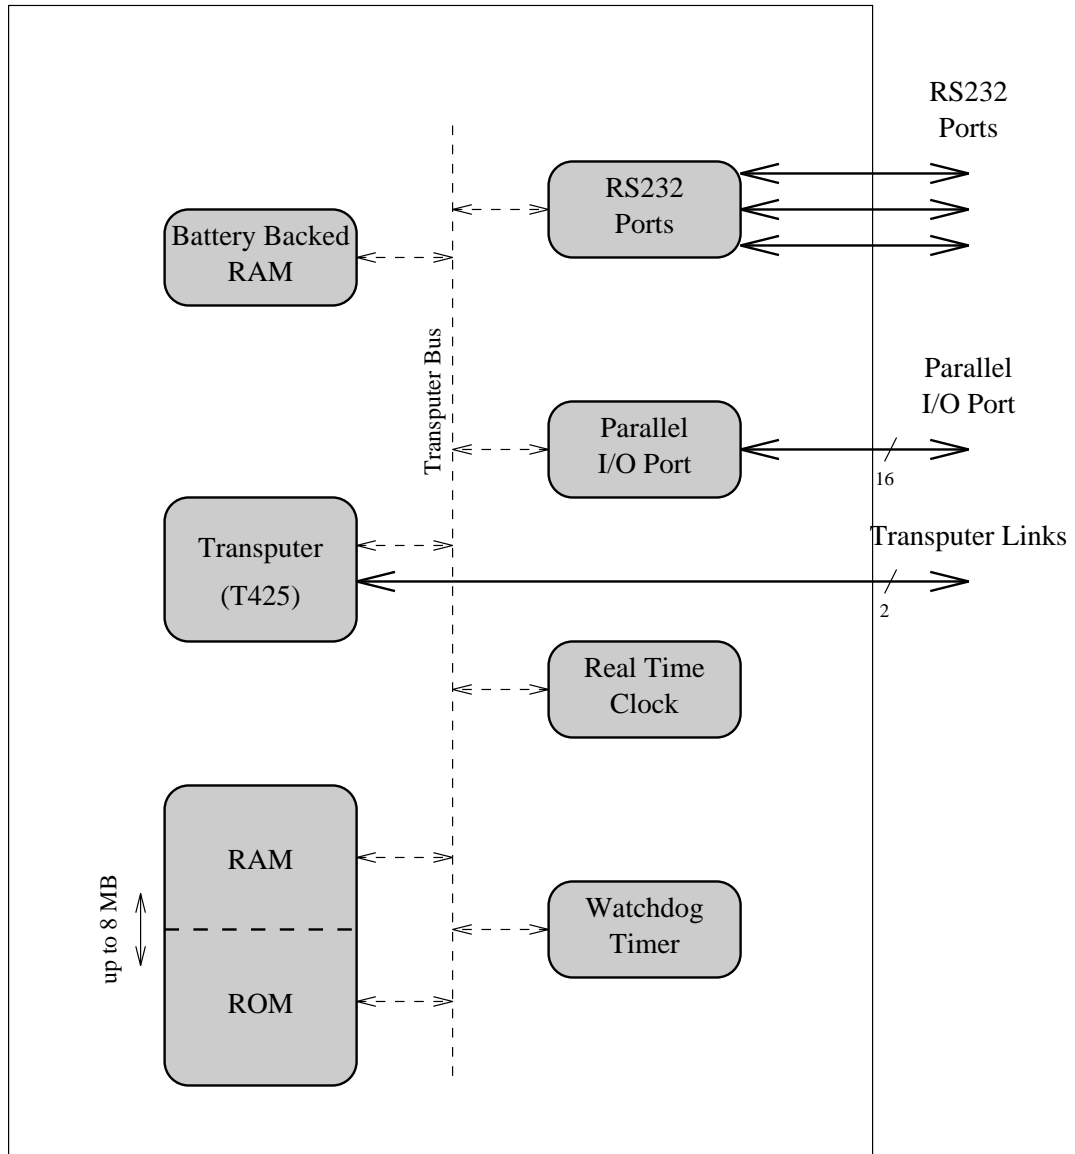 RS232
Ports
RS232
Ports
Battery Backed
RAM
Transputer Bus
Parallel
I/O Port
Parallel
I/O Port
16
Transputer Links
Transputer
(T425)
2
Real Time
Clock
RAM
up to 8 MB
Watchdog
Timer
ROM